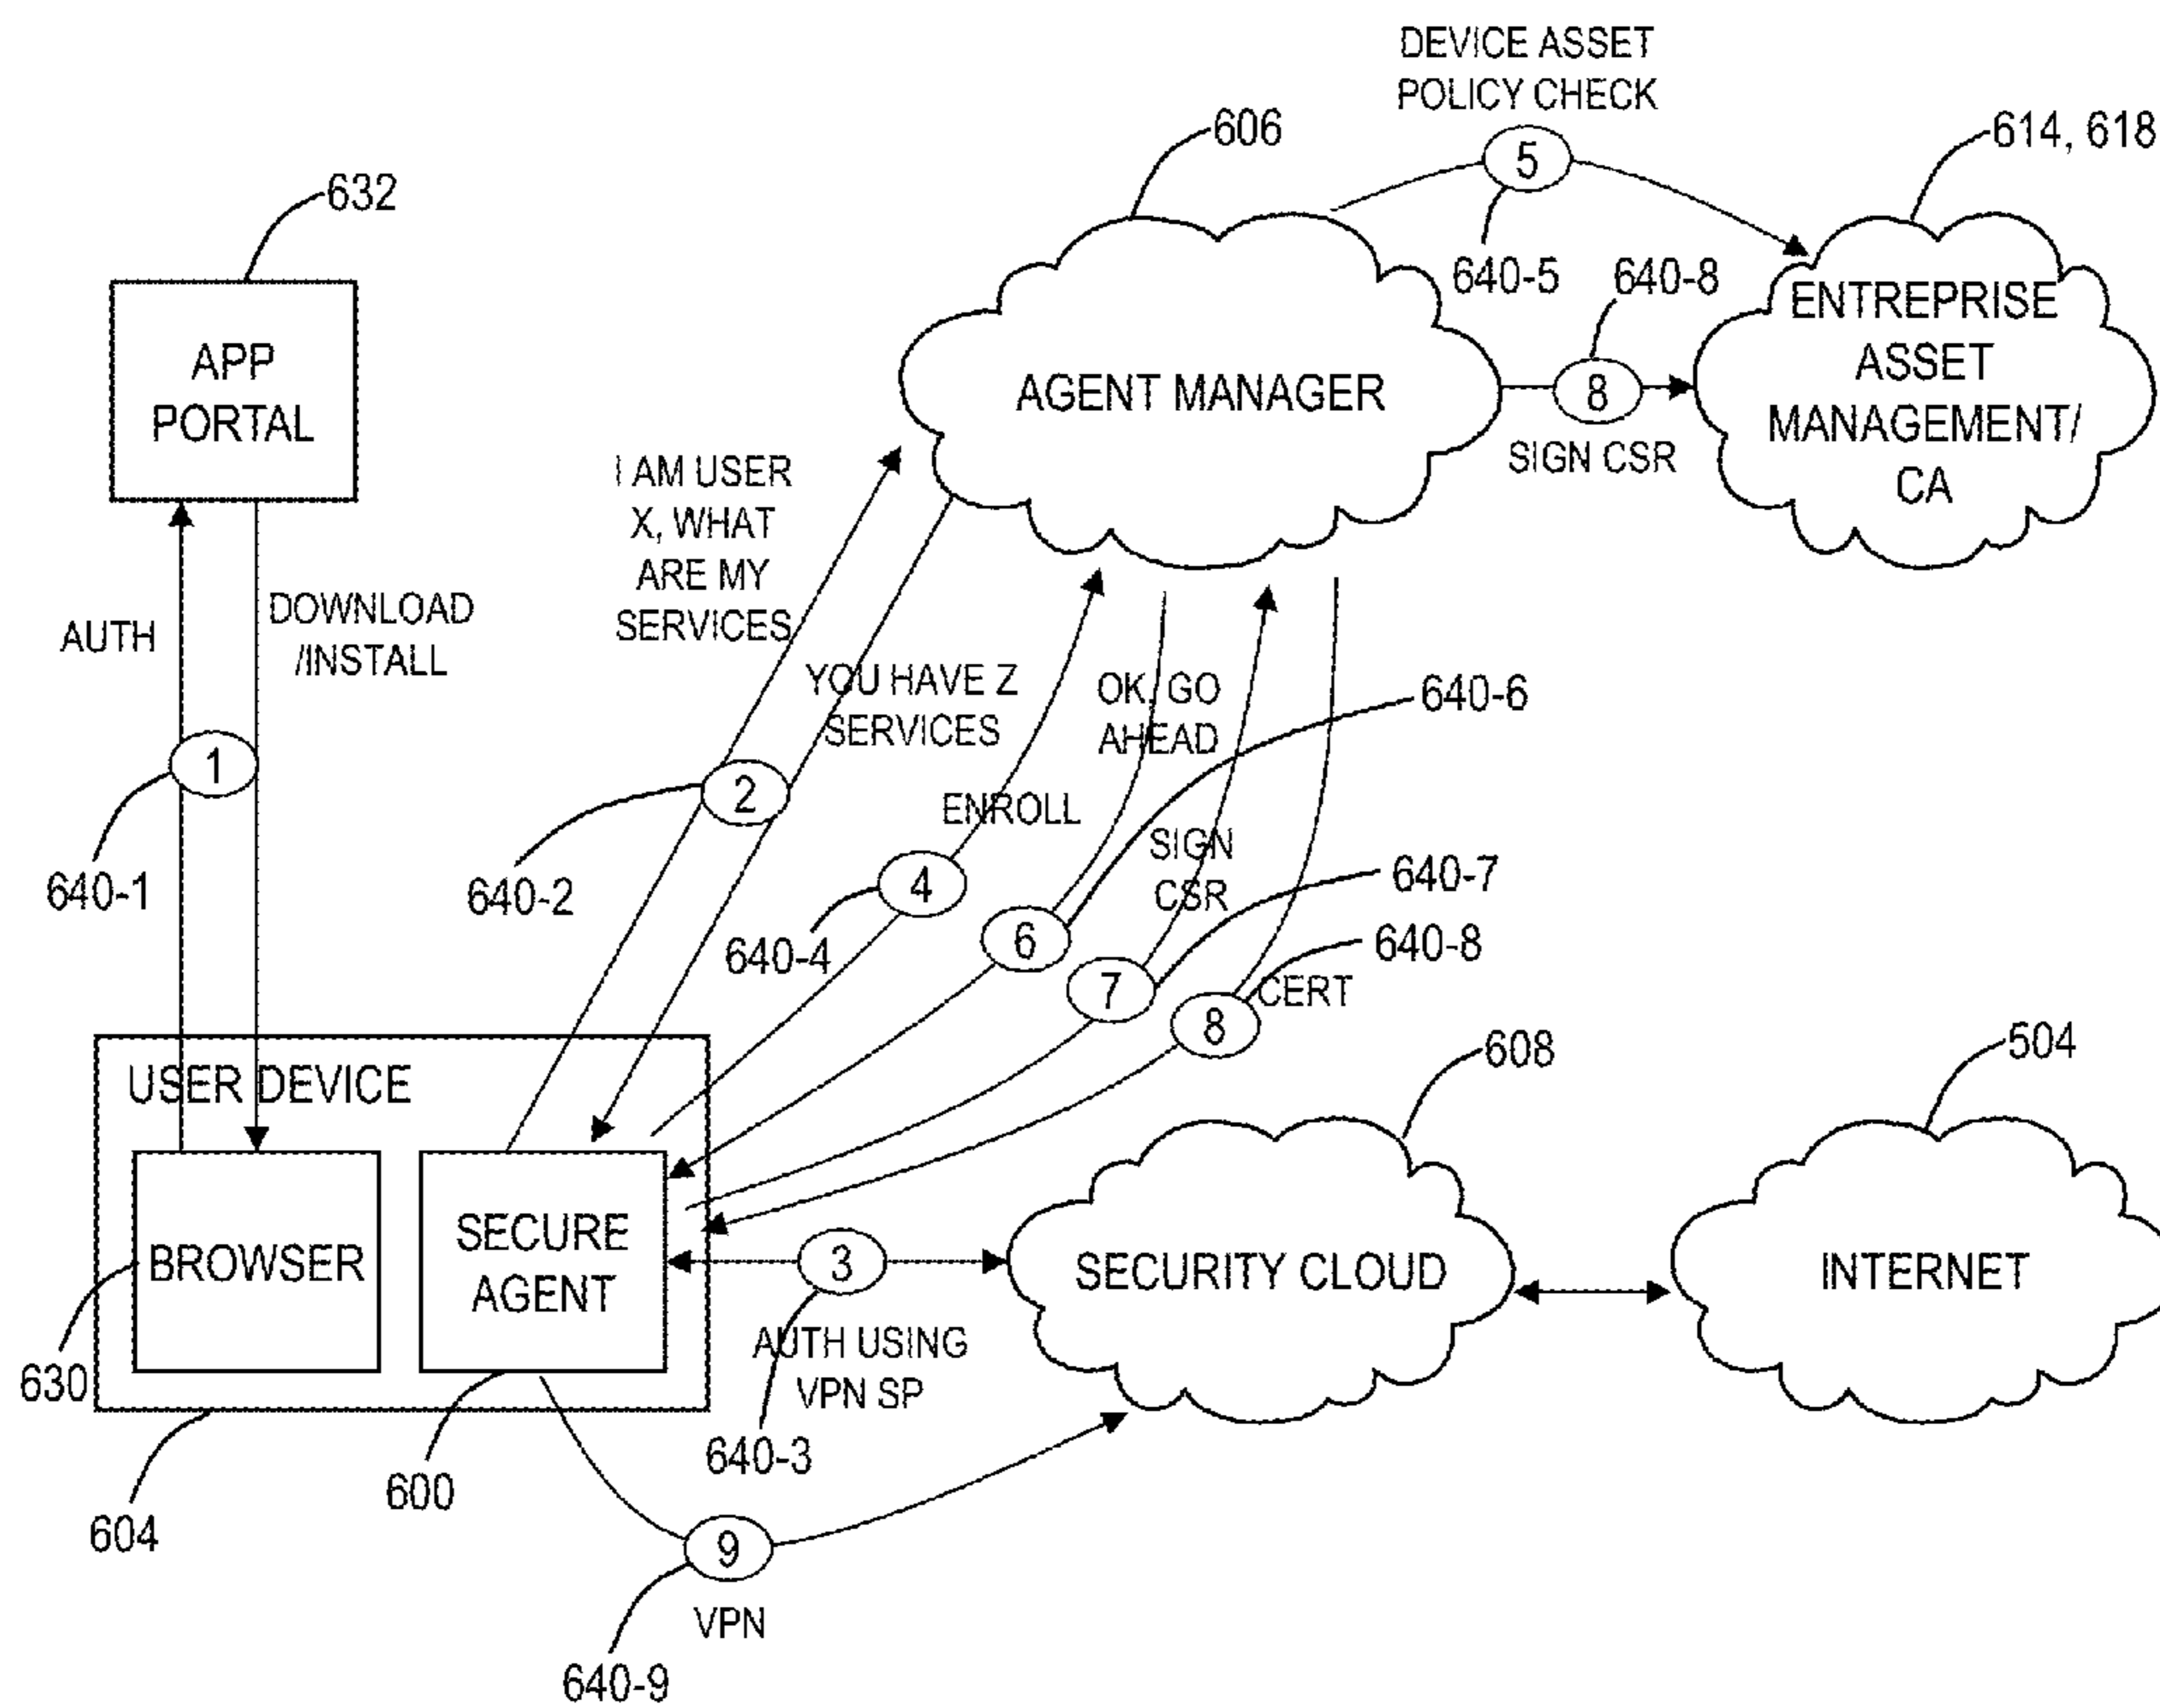 DEVICE ASSET
POLICY CHECK
606
5
614, 618
632
640-5
640-8
APP
PORTAL
AGENT MANAGER
8
SIGN CSR
ENTREPRISE
ASSET
MANAGEMENT/
CA
I AM USER
X, WHAT
ARE MY
SERVICES
AUTH
DOWNLOAD
/INSTALL
YOU HAVE Z
SERVICES
OK, GO
AHEAD
640-6
1
2
ENROLL
SIGN
CSR
640-1
640-2
4
640-7
640-4
6
640-8
7
CERT
8
USER DEVICE
608
504
BROWSER
SECURE
AGENT
3
SECURITY CLOUD
INTERNET
AUTH USING
VPN SP
630
640-3
600
604
9
VPN
640-9